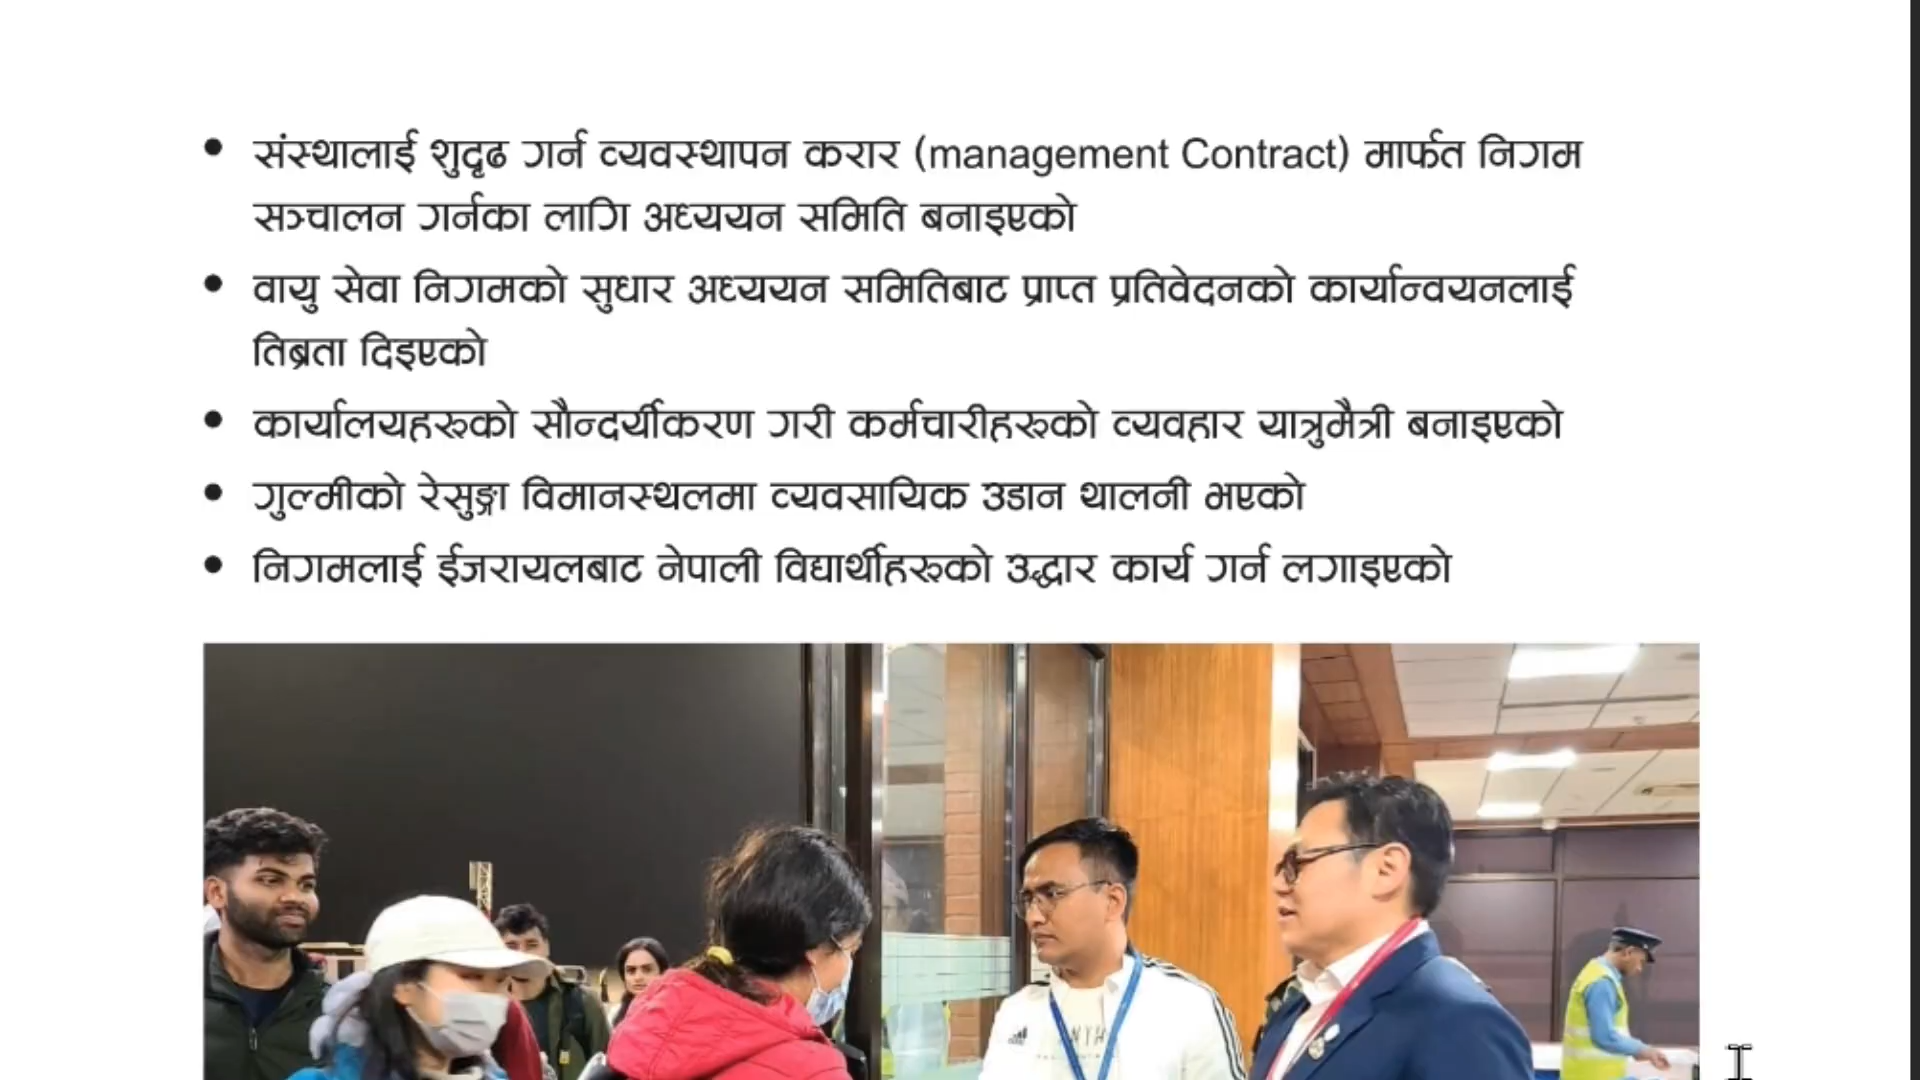 • संस्थालाई शुदृढ गर्न व्यवस्थापन करार (management Contract) मार्फत निगम
सञ्चालन गर्नका लागि अध्ययन समिति बनाइएको
• वायु सेवा निगमको सुधार अध्ययन समितिबाट प्राप्त प्रतिवेदनको कार्यान्वयनलाई
तिब्रता दिइएको
• कार्यालयहरुको सौन्दर्यीकरण गरी कर्मचारीहरुको व्यवहार यात्रुमैत्री बनाइएको
• गुल्मीको रेसुङ्गा विमानस्थलमा व्यवसायिक उडान थालनी भएको
• निगमलाई ईजरायलबाट नेपाली विद्यार्थीहरुको उद्धार कार्य गर्न लगाइएको